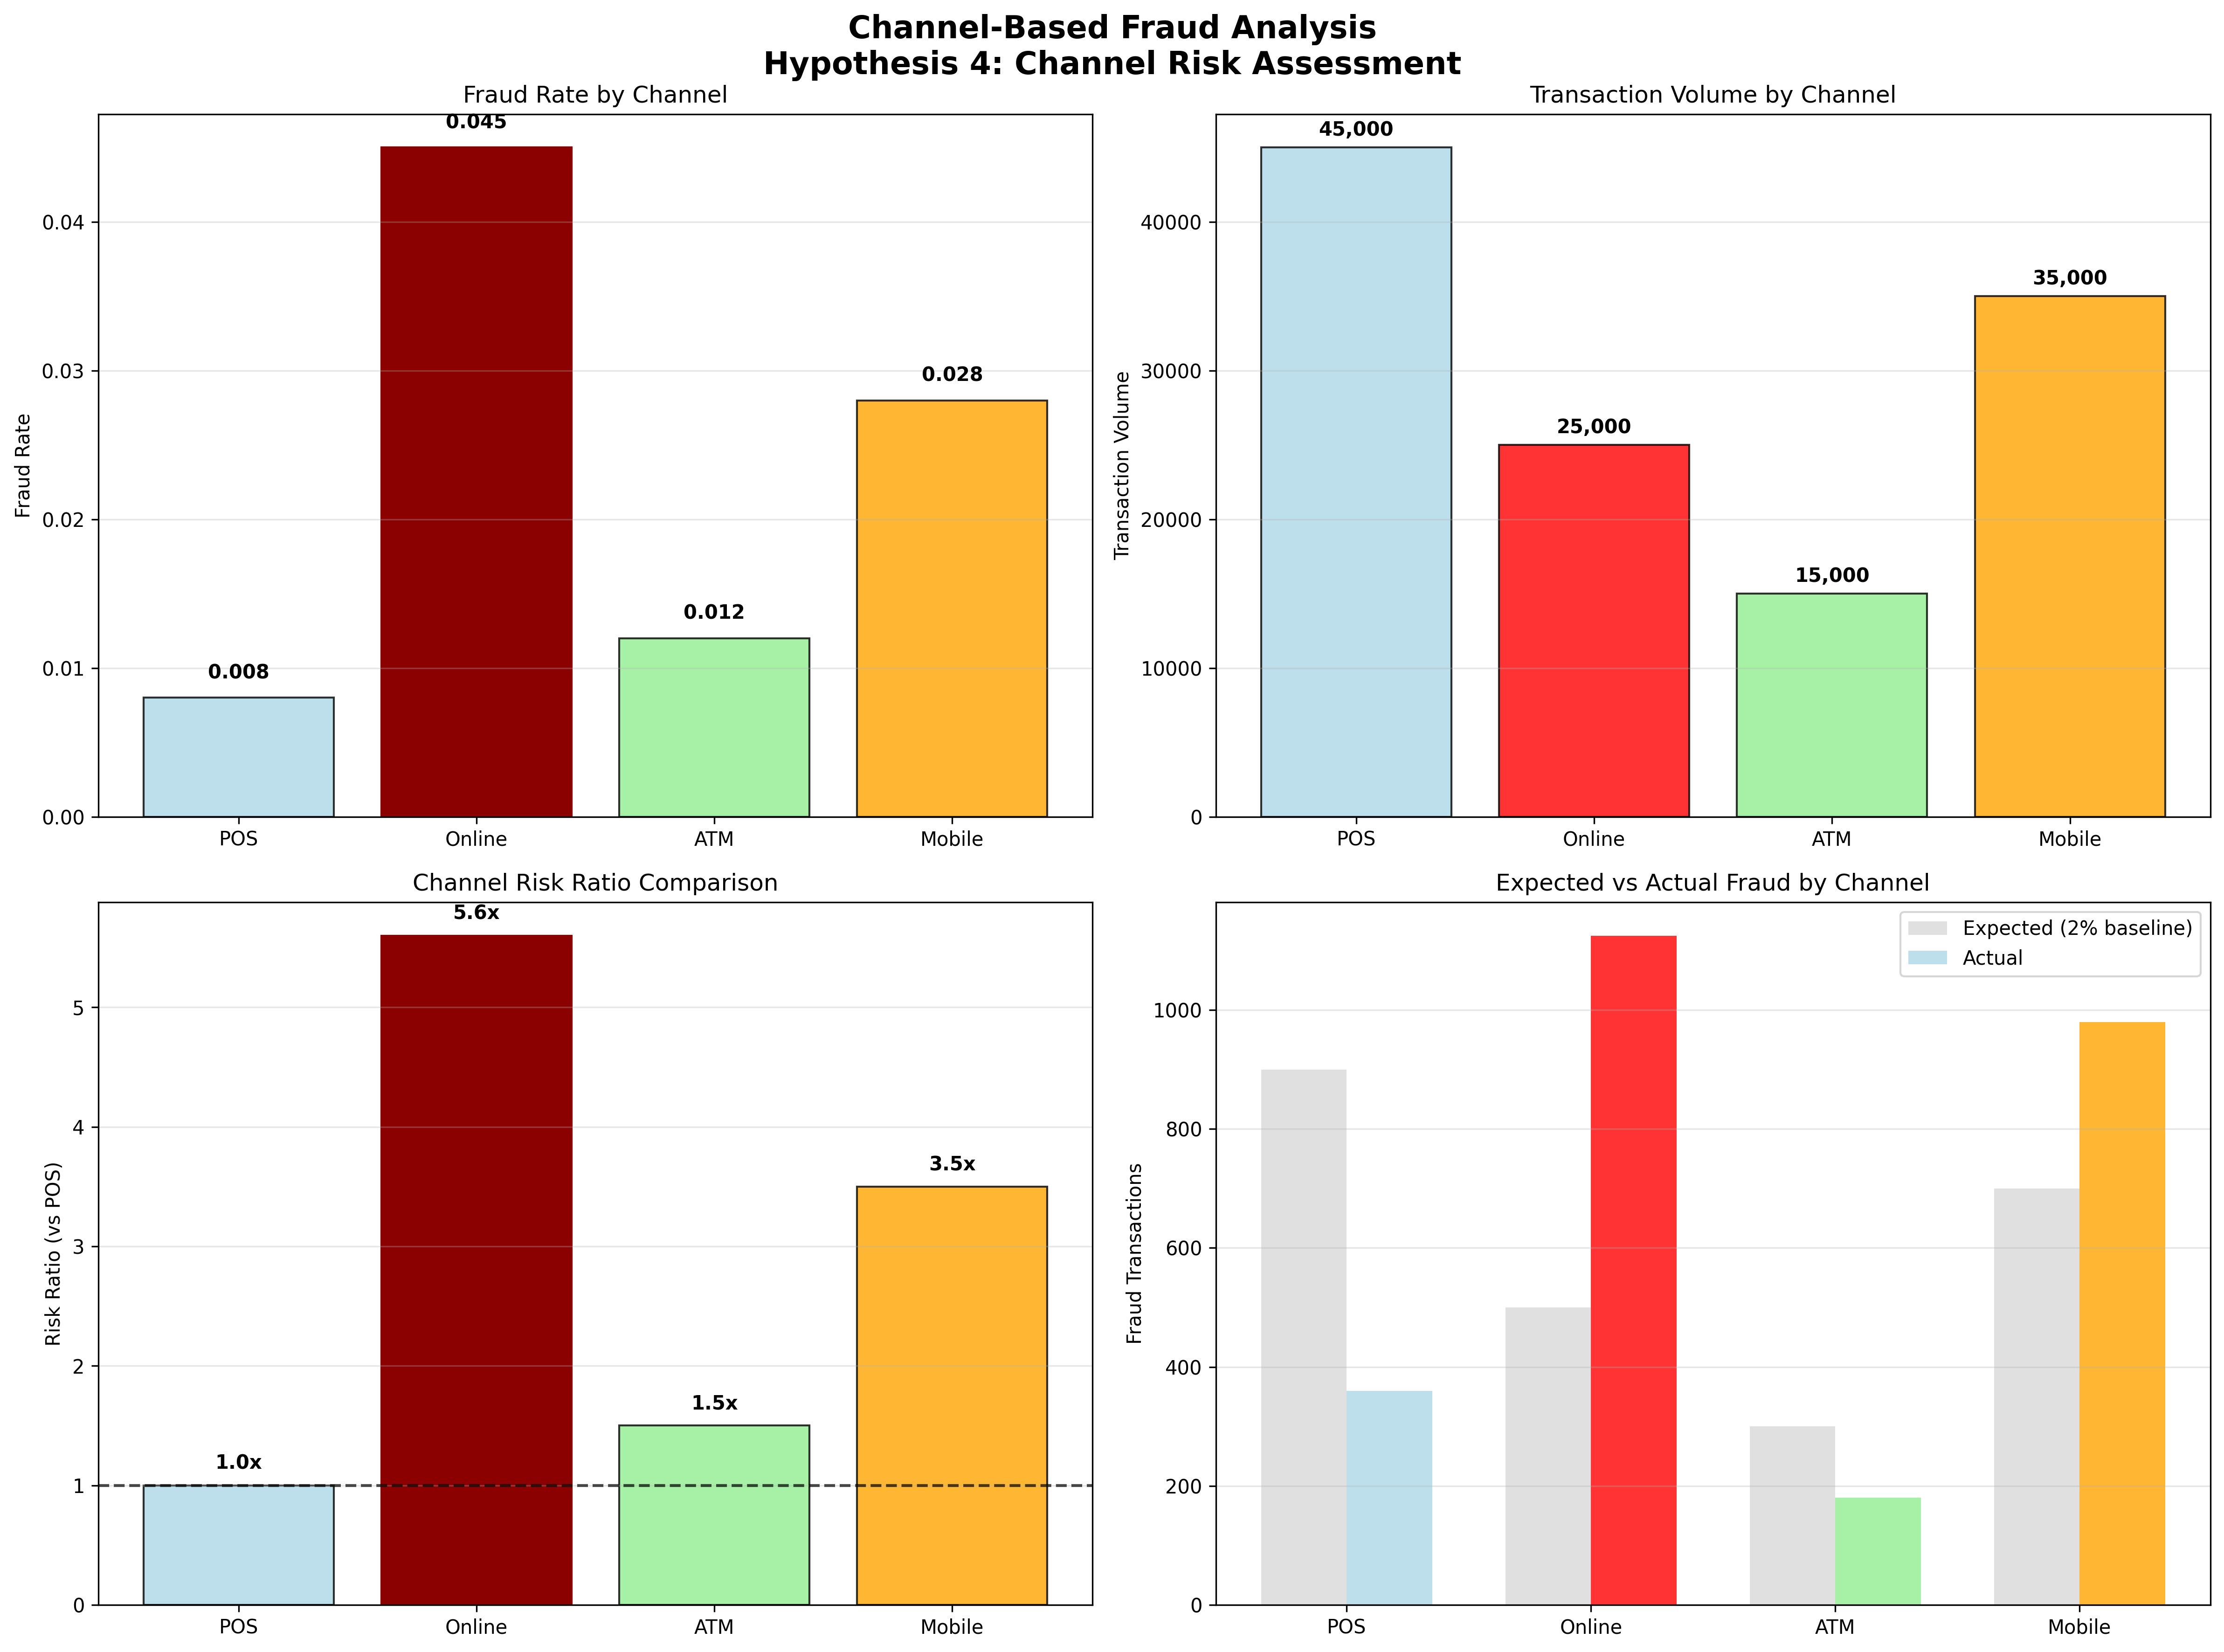 Channel-Based Fraud Analysis
Hypothesis 4: Channel Risk Assessment
Fraud Rate by Channel
Fraud Rate
0.04
0.03
0.02
0.01
0.00
0.008
0.045
0.012
0.028
POS
Online
ATM
Mobile
Transaction Volume by Channel
Transaction Volume
40000
30000
20000
10000
0
45,000
25,000
15,000
35,000
POS
Online
ATM
Mobile
Channel Risk Ratio Comparison
Risk Ratio (vs POS)
5
4
3
2
1
0
1.0x
5.6x
1.5x
3.5x
POS
Online
ATM
Mobile
Expected vs Actual Fraud by Channel
Fraud Transactions
1000
800
600
400
200
0
Expected (2% baseline)
Actual
POS
Online
ATM
Mobile